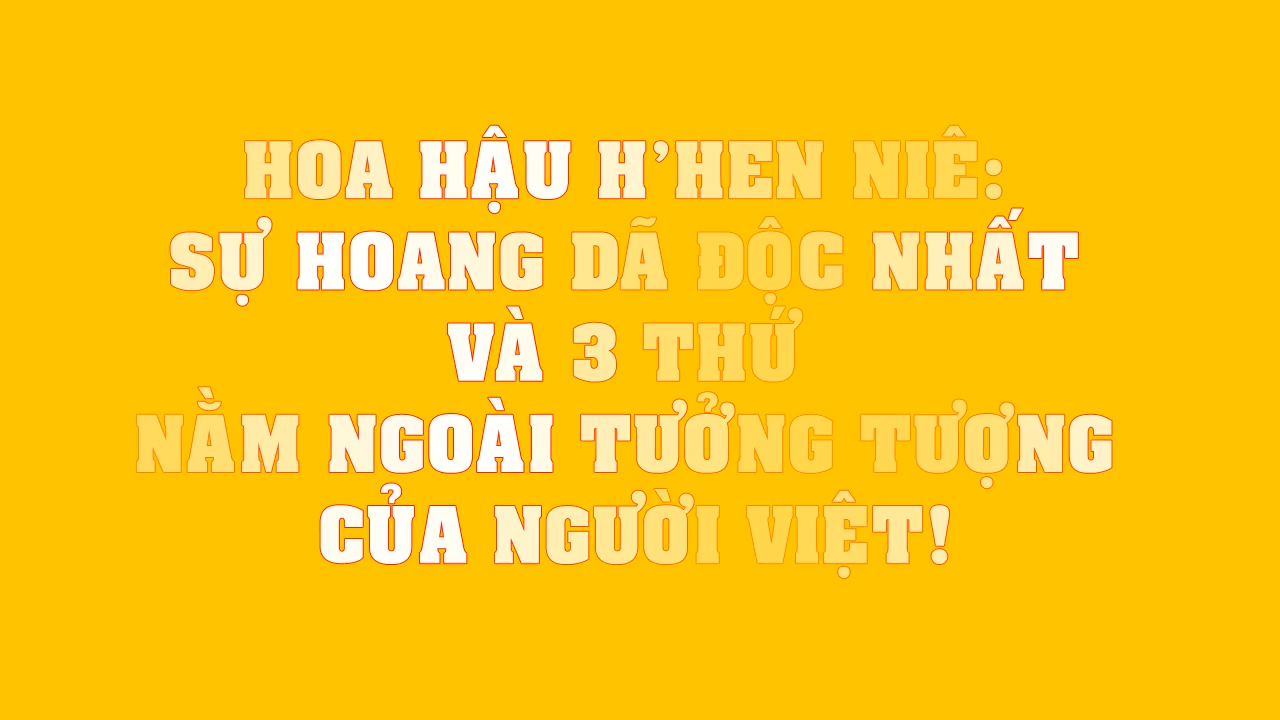 HOA HẬU H’HEN NIÊ:
SỰ HOANG DÃ ĐỘC NHẤT
VÀ 3 THỨ
NẰM NGOÀI TƯỞNG TƯỢNG
CỦA NGƯỜI VIỆT!